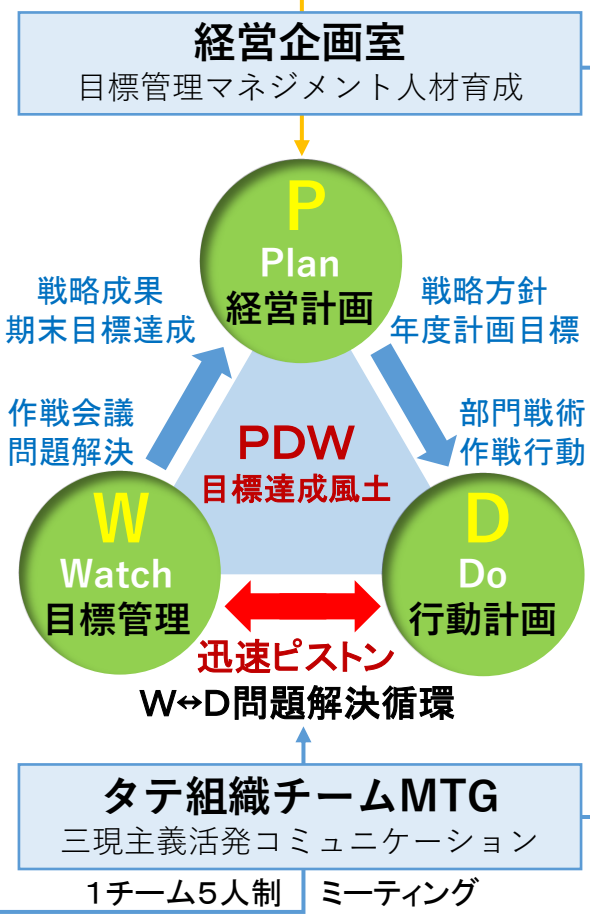 経営企画室
目標管理マネジメント人材育成
P
Plan
経営計画
戦略成果
期末目標達成
戦略方針
年度計画目標
作戦会議
問題解決
部門戦術
作戦行動
PDW
目標達成風土
W
Watch
目標管理
D
Do
行動計画
迅速ピストン
W↔D問題解決循環
タテ組織チームMTG
三現主義活発コミュニケーション
1チーム5人制 ミーティング